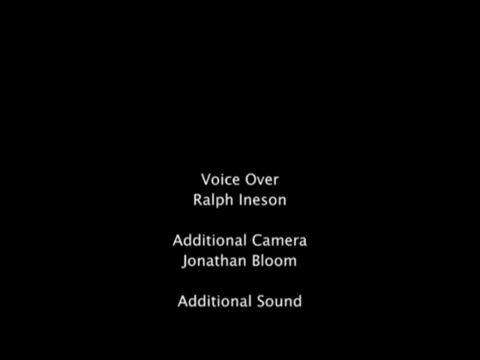 Voice Over
Ralph Ineson
Additional Camera
Jonathan Bloom
Additional Sound